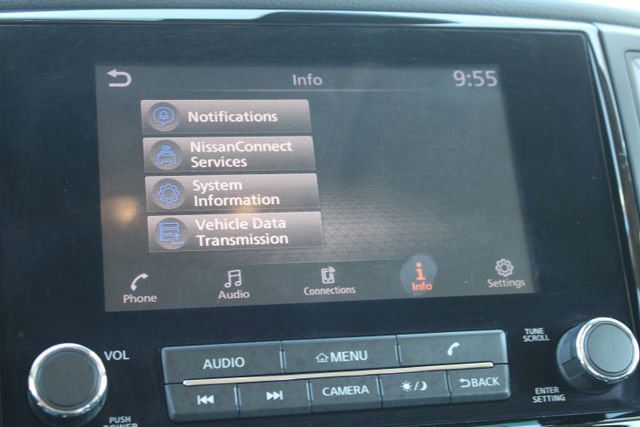 Info
9:55
Notifications
NissanConnect
Services
System
Information
Vehicle Data
Transmission
Phone
Audio
Connections
Info
Settings
VOL
AUDIO
MENU
TUNE
SCROLL
CAMERA
BACK
ENTER
SETTING
PUSH
POWER